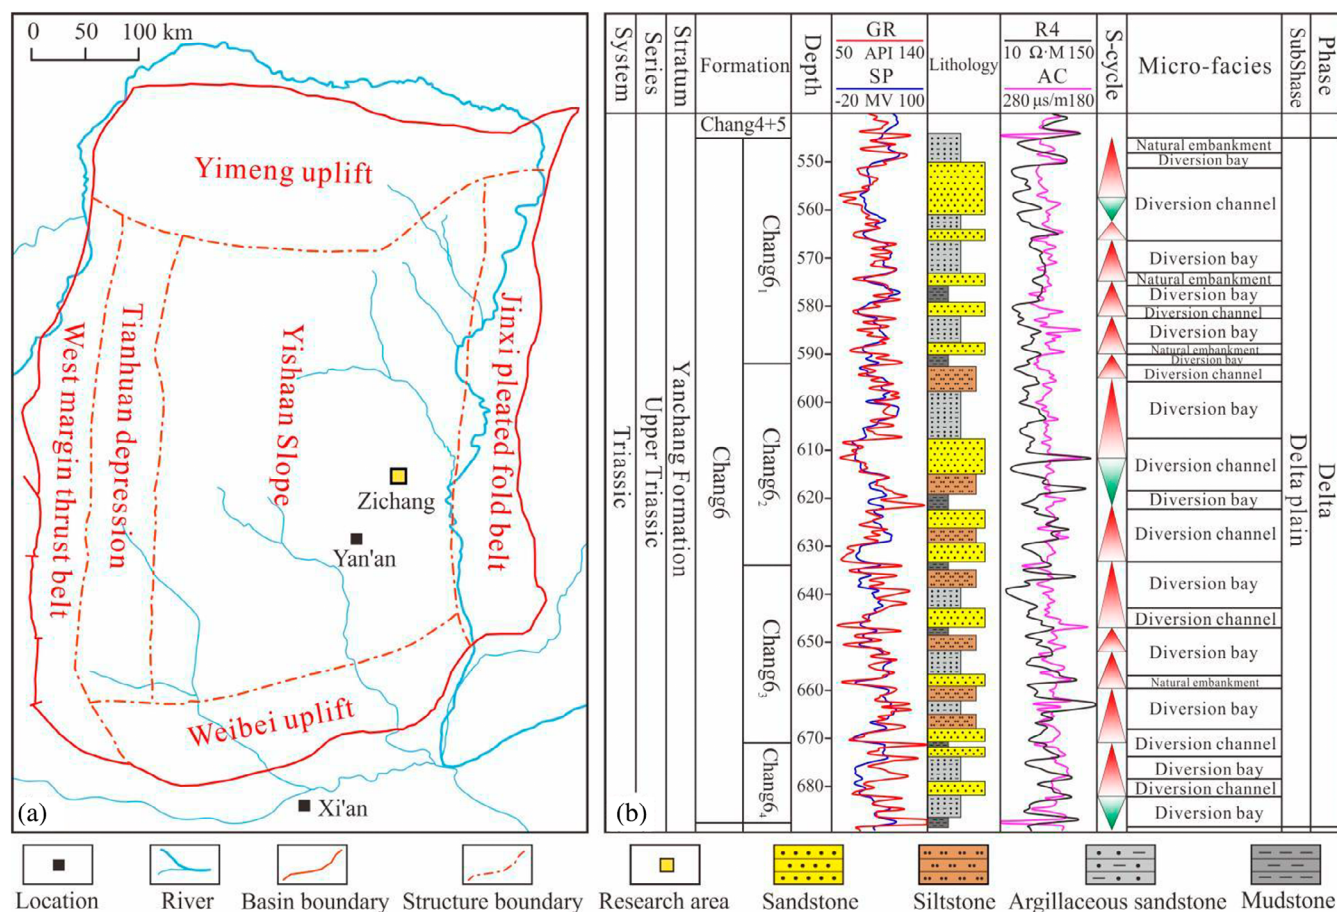 0 50 100 km
Yimeng uplift
West margin thrust belt
Tianhuan depression
Yishaan Slope
Jinxi pleated fold belt
Zichang
Yan'an
Weibei uplift
Xi'an
(a)
System
Series
Stratum
Formation
Depth
GR
50 API 140
SP
-20 MV 100
Lithology
R4
10 Ω·M 150
AC
280 μs/m180
S-cycle
Micro-facies
SubShase
Phase
Triassic
Upper Triassic
Yanchang Formation
Chang4+5
Chang6
Chang6₁
Chang6₂
Chang6₃
Chang6₄
550
560
570
580
590
600
610
620
630
640
650
660
670
680
Natural embankment
Diversion bay
Diversion channel
Diversion bay
Natural embankment
Diversion bay
Diversion channel
Diversion bay
Natural embankment
Diversion bay
Diversion channel
Diversion bay
Diversion channel
Diversion bay
Diversion channel
Diversion bay
Diversion channel
Diversion bay
Natural embankment
Diversion bay
Diversion channel
Diversion bay
Diversion channel
Diversion bay
Delta plain
Delta
(b)
Location
River
Basin boundary
Structure boundary
Research area
Sandstone
Siltstone
Argillaceous sandstone
Mudstone